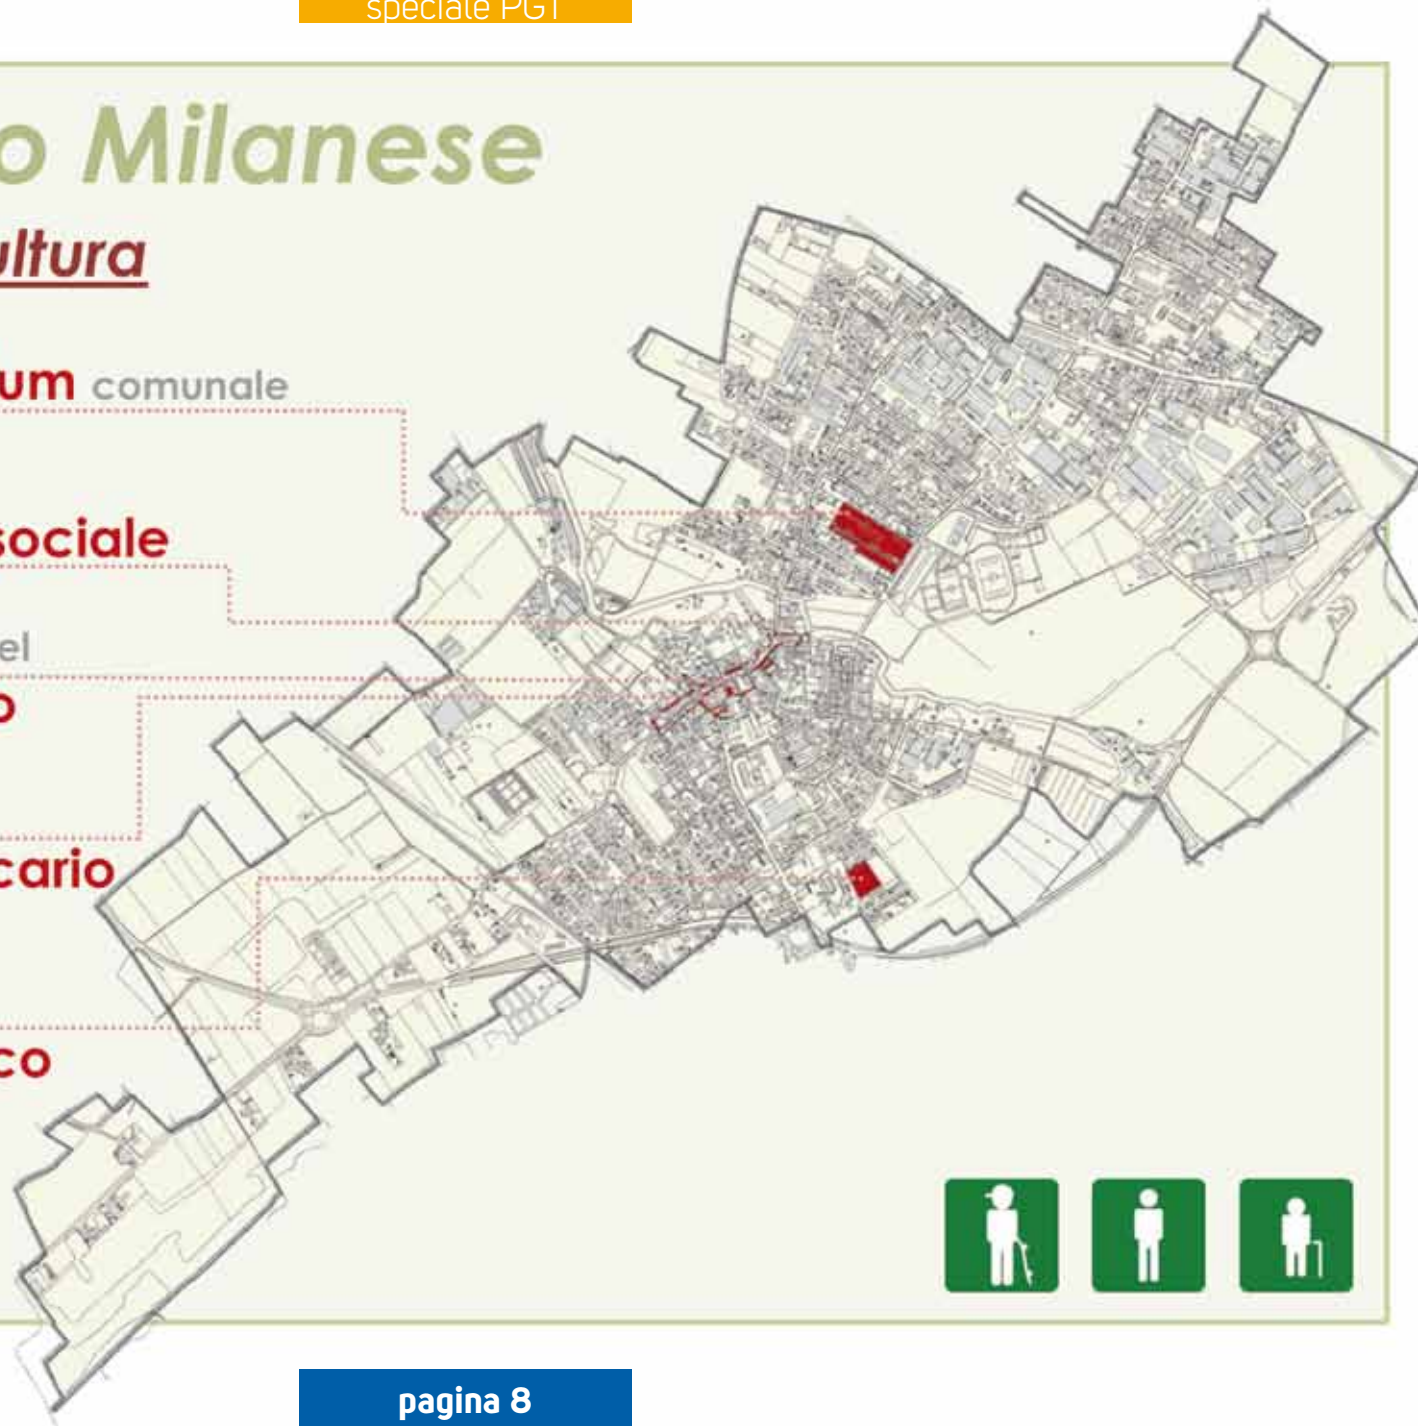 speciale PGT
o Milanese
ultura
um comunale
sociale
el
o
cario
co
pagina 8